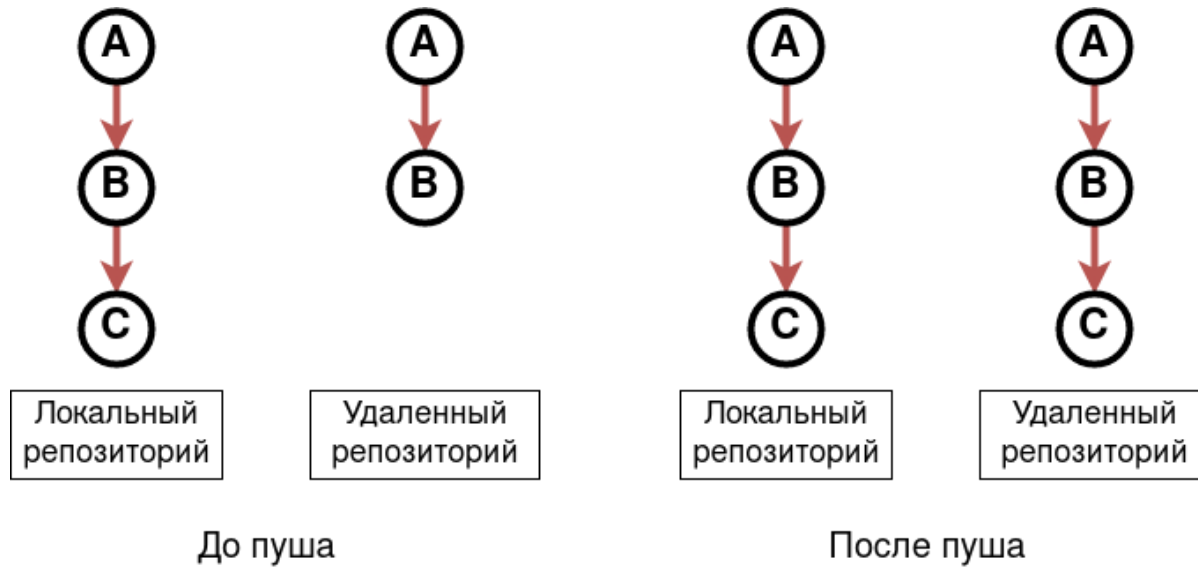 A
A
A
A
B
B
B
B
C
C
C
Локальный
репозиторий
Удаленный
репозиторий
Локальный
репозиторий
Удаленный
репозиторий
До пуша
После пуша